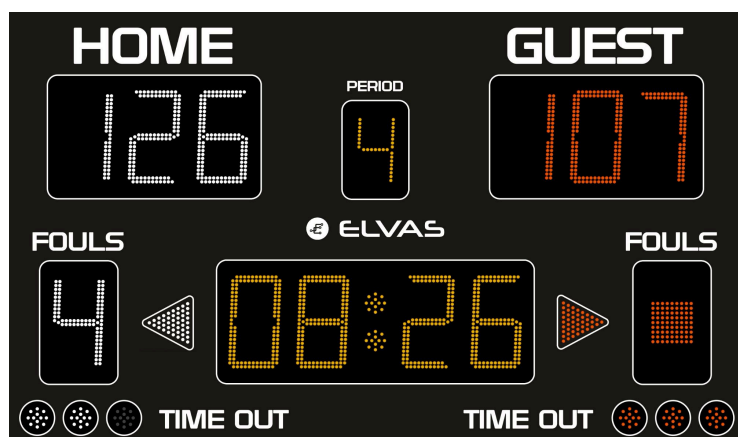 HOME GUEST
PERIOD
126 4 107
ELVAS
FOULS FOULS
4 08:26
TIME OUT TIME OUT